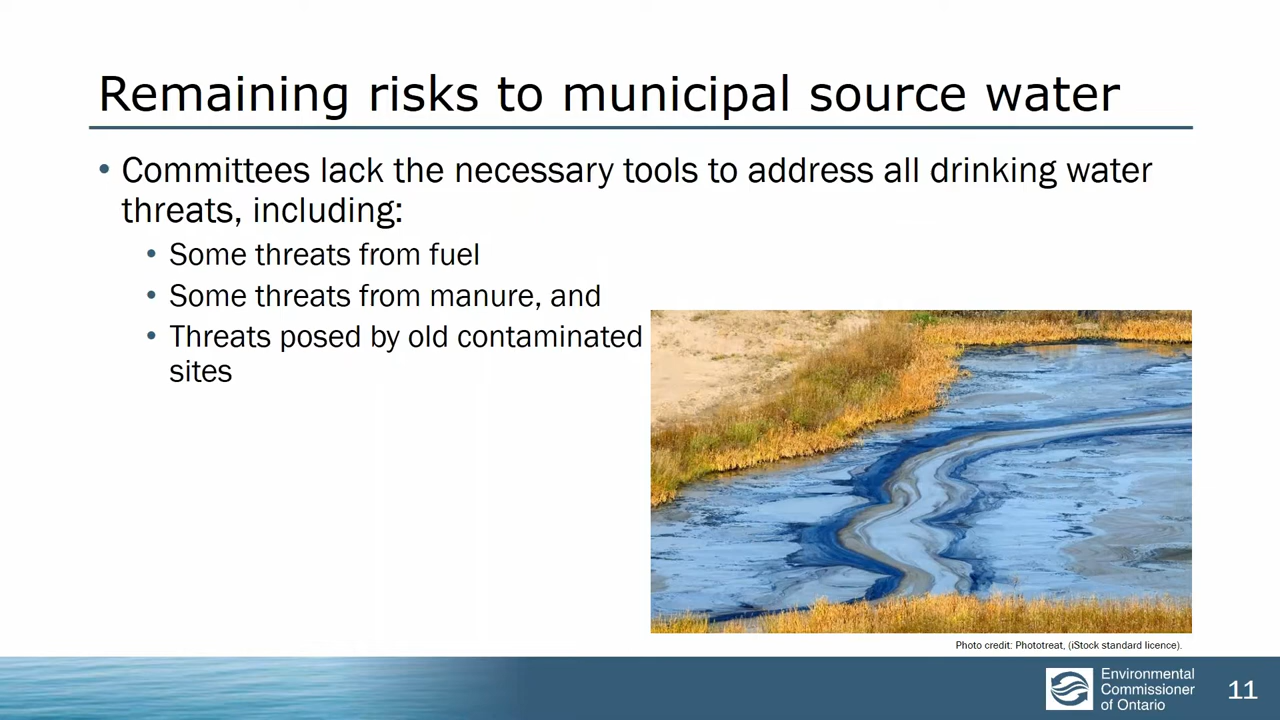 Remaining risks to municipal source water
• Committees lack the necessary tools to address all drinking water
threats, including:
• Some threats from fuel
• Some threats from manure, and
• Threats posed by old contaminated
sites
Photo credit: Phototreat, (iStock standard licence).
Environmental
Commissioner
of Ontario
11